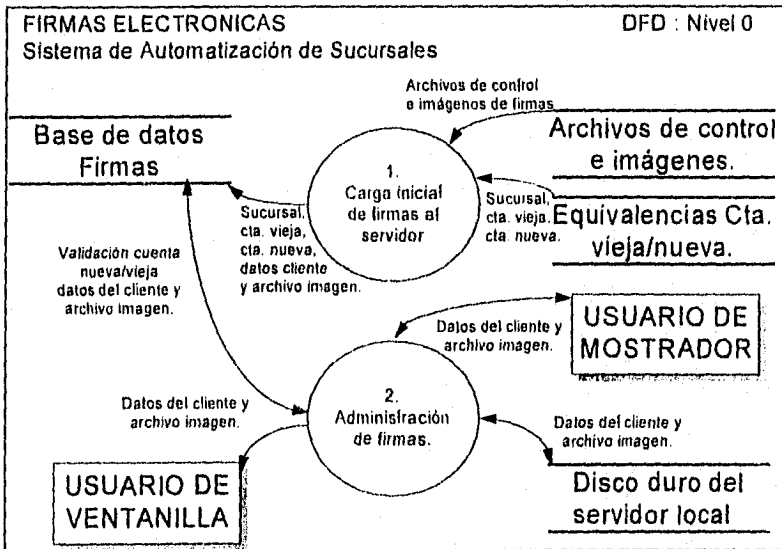 FIRMAS ELECTRONICAS
DFD : Nivel 0
Sistema de Automatización de Sucursales
Archivos de control
e imágenos de firmas
Base de datos
Firmas
1.
Carga inicial
de firmas al
servidor
Archivos de control
e imágenes.
Sucursal,
cta. vieja.
cta. nueva.
Equivalencias Cta.
vieja/nueva.
Sucursal,
cta. vieja,
cta. nueva,
datos cliente
y archivo imagen.
Validación cuenta
nueva/vieja
datos del cliente y
archivo imagen.
Datos del cliente y
archivo imagen.
USUARIO DE
MOSTRADOR
2.
Administración
de firmas.
Datos del cliente y
archivo imagen.
Datos del cliente y
archivo imagen.
USUARIO DE
VENTANILLA
Disco duro del
servidor local